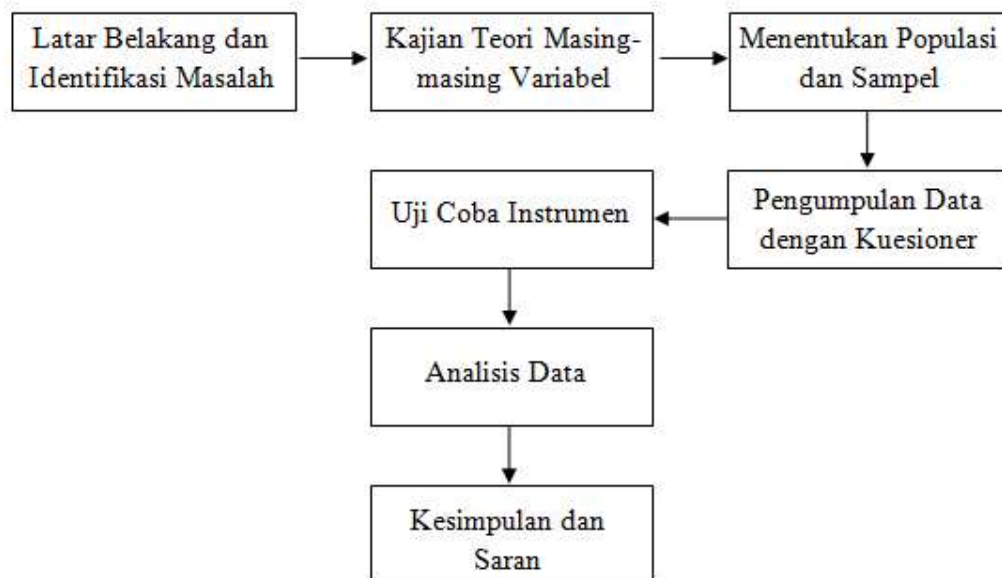 Latar Belakang dan
Identifikasi Masalah
Kajian Teori Masing-
masing Variabel
Menentukan Populasi
dan Sampel
Pengumpulan Data
dengan Kuesioner
Uji Coba Instrumen
Analisis Data
Kesimpulan dan
Saran